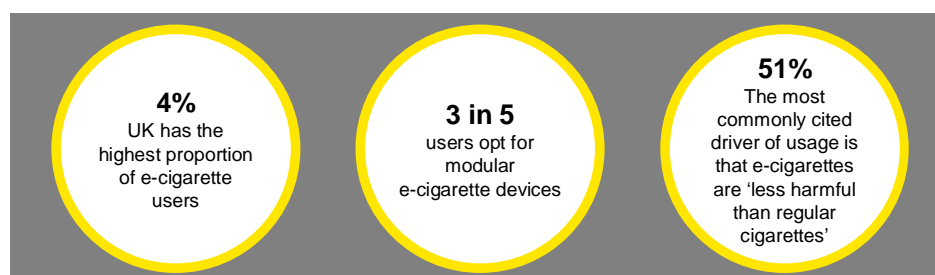 4%
UK has the
highest proportion
of e-cigarette
users
3 in 5
users opt for
modular
e-cigarette devices
51%
The most
commonly cited
driver of usage is
that e-cigarettes
are ‘less harmful
than regular
cigarettes’